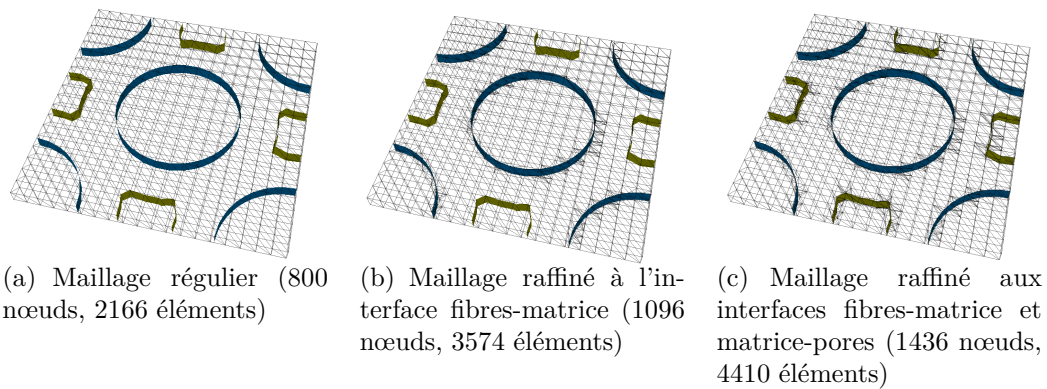 (a) Maillage régulier (800
nœuds, 2166 éléments)
(b) Maillage raffiné à l'in-
terface fibres-matrice (1096
nœuds, 3574 éléments)
(c) Maillage raffiné aux
interfaces fibres-matrice et
matrice-pores (1436 nœuds,
4410 éléments)